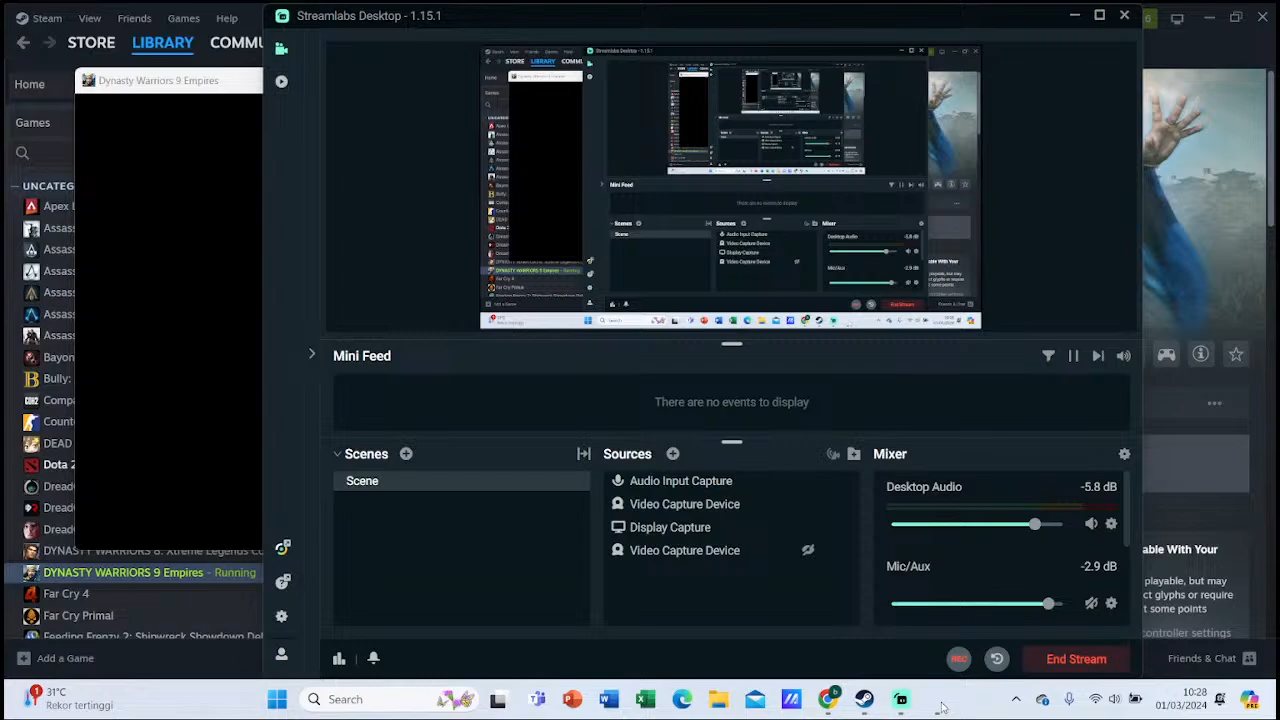 Steam View Friends Games Help
Streamlabs Desktop - 1.15.1
STORE LIBRARY COMMU
Home
Dynasty Warriors 9 Empires
Games
UNCATEG
Apex L
Assass
Assass
Assass
Assass
Bully:
Compa
Count
DEAD
Dota 2
Dread
Dread
DYNASTY WARRIORS 8: Xtreme Legends Co
DYNASTY WARRIORS 9 Empires - Running
Far Cry 4
Far Cry Primal
Feeding Frenzy 2: Shipwreck Showdown Del
Add a Game
Mini Feed
There are no events to display
Scenes
Scene
Sources
Audio Input Capture
Video Capture Device
Display Capture
Video Capture Device
Mixer
Desktop Audio -5.8 dB
Mic/Aux -2.9 dB
REC
End Stream
able With Your
playable, but may
ct glyphs or require
t some points
controller settings
Friends & Chat
31°C
Rekor tertinggi
Search
10:28
01/03/2024